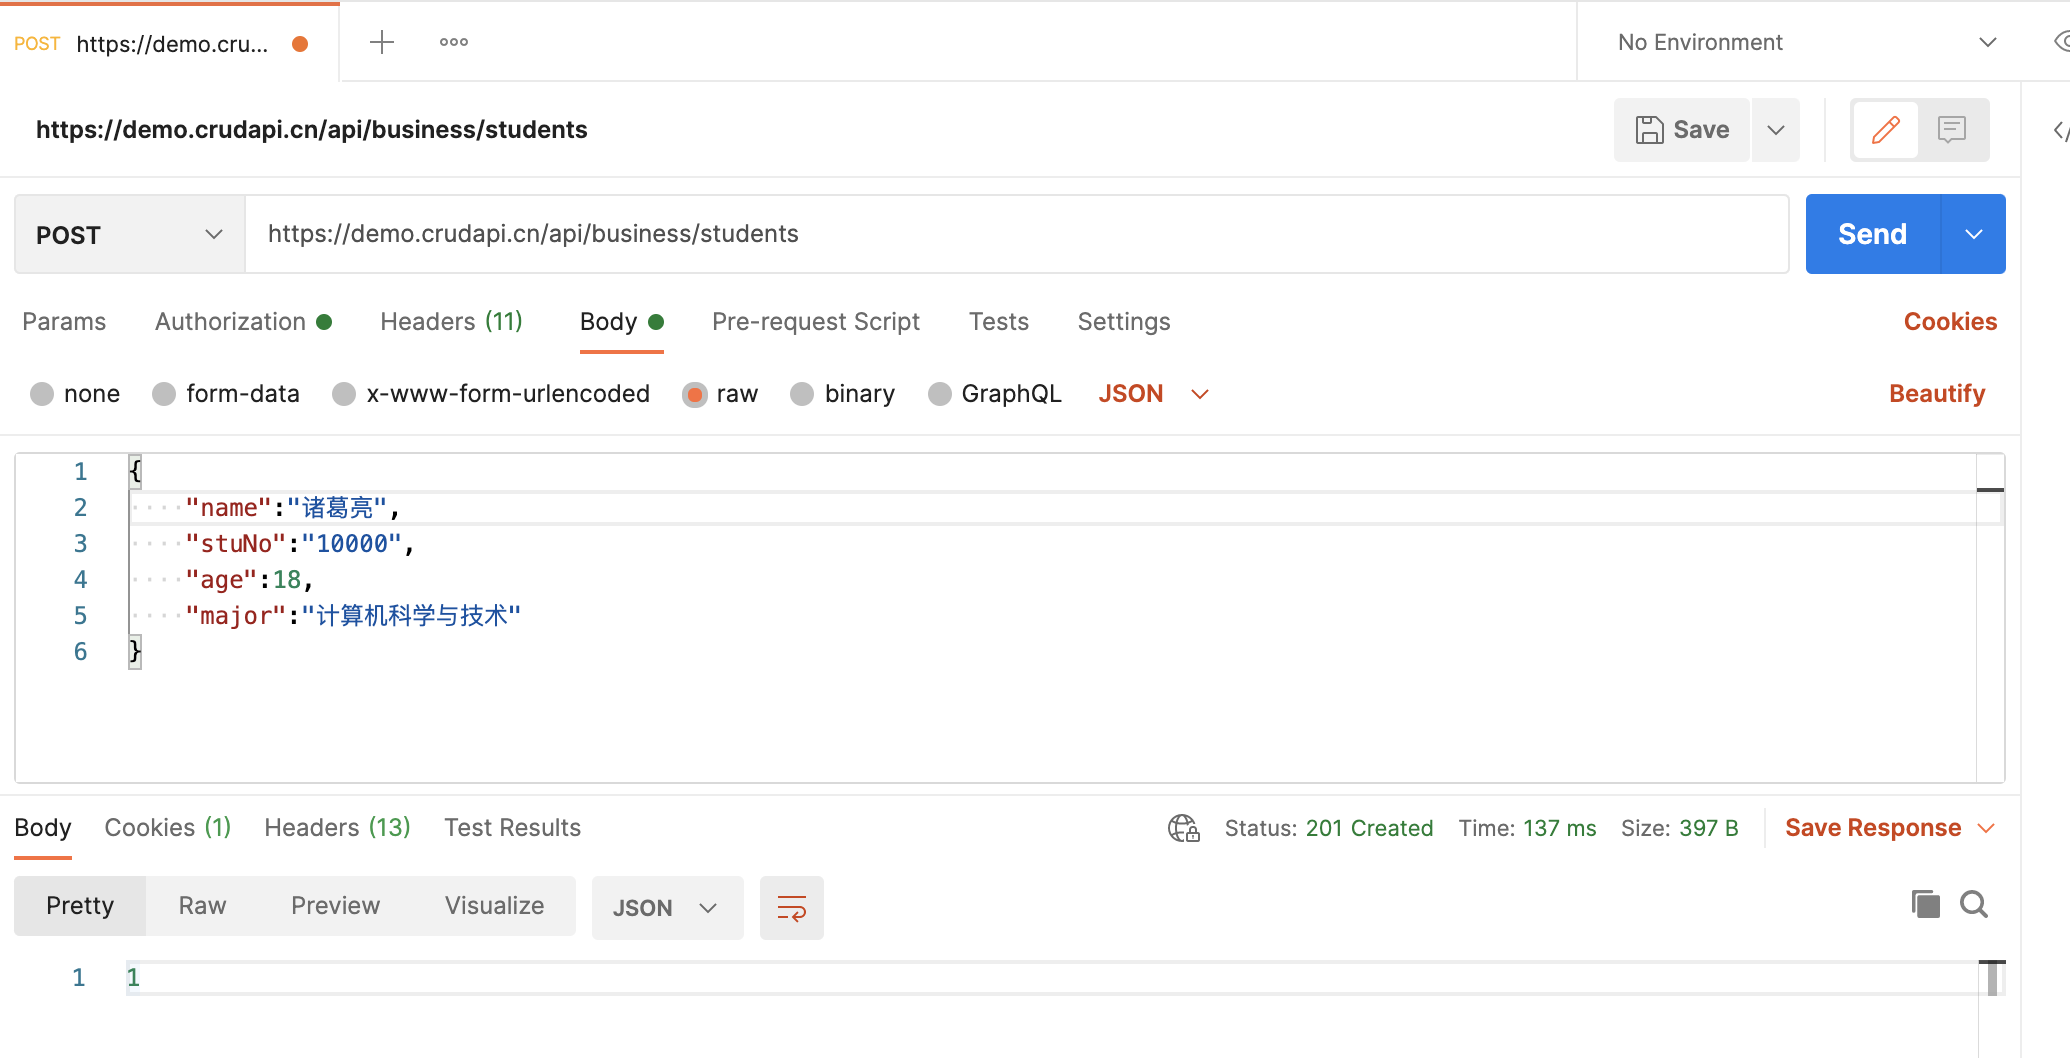 POST https://demo.cru... No Environment
https://demo.crudapi.cn/api/business/students Save
POST https://demo.crudapi.cn/api/business/students Send
Params Authorization Headers (11) Body Pre-request Script Tests Settings Cookies
none form-data x-www-form-urlencoded raw binary GraphQL JSON Beautify
1 {
2 "name":"诸葛亮",
3 "stuNo":"10000",
4 "age":18,
5 "major":"计算机科学与技术"
6 }
Body Cookies (1) Headers (13) Test Results Status: 201 Created Time: 137 ms Size: 397 B Save Response
Pretty Raw Preview Visualize JSON
1 1